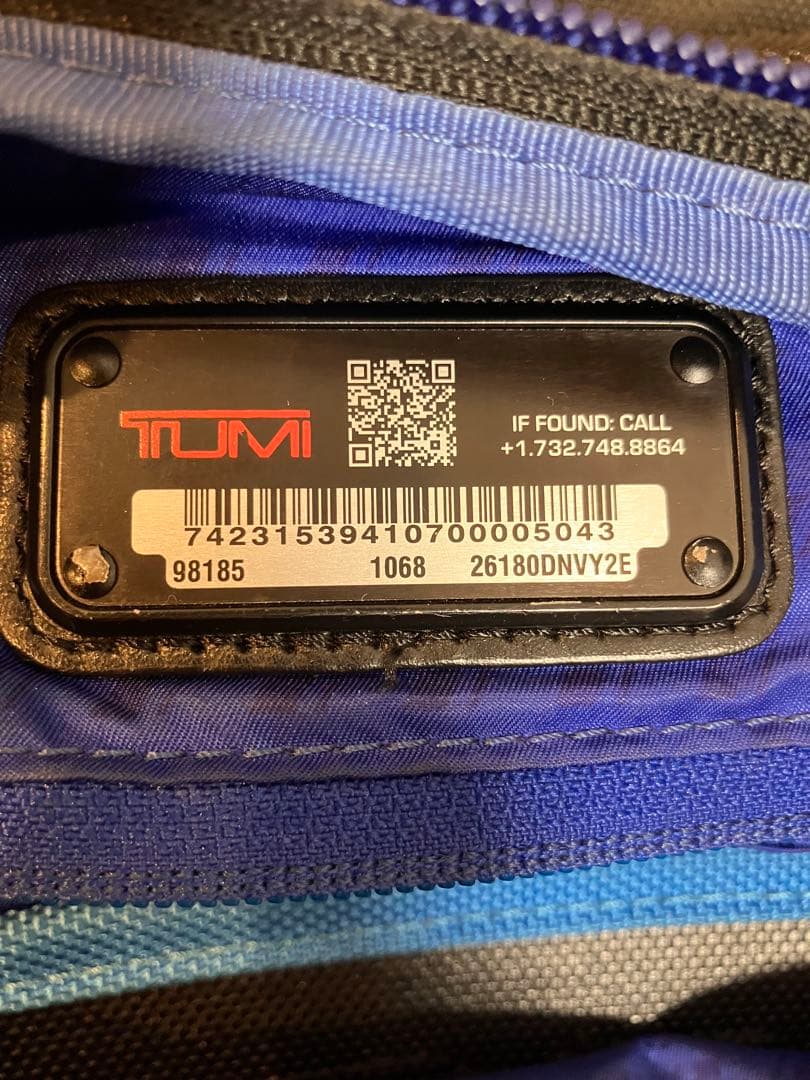 TUMI
IF FOUND: CALL
+1.732.748.8864
74231539410700005043
98185 1068 26180DNVY2E